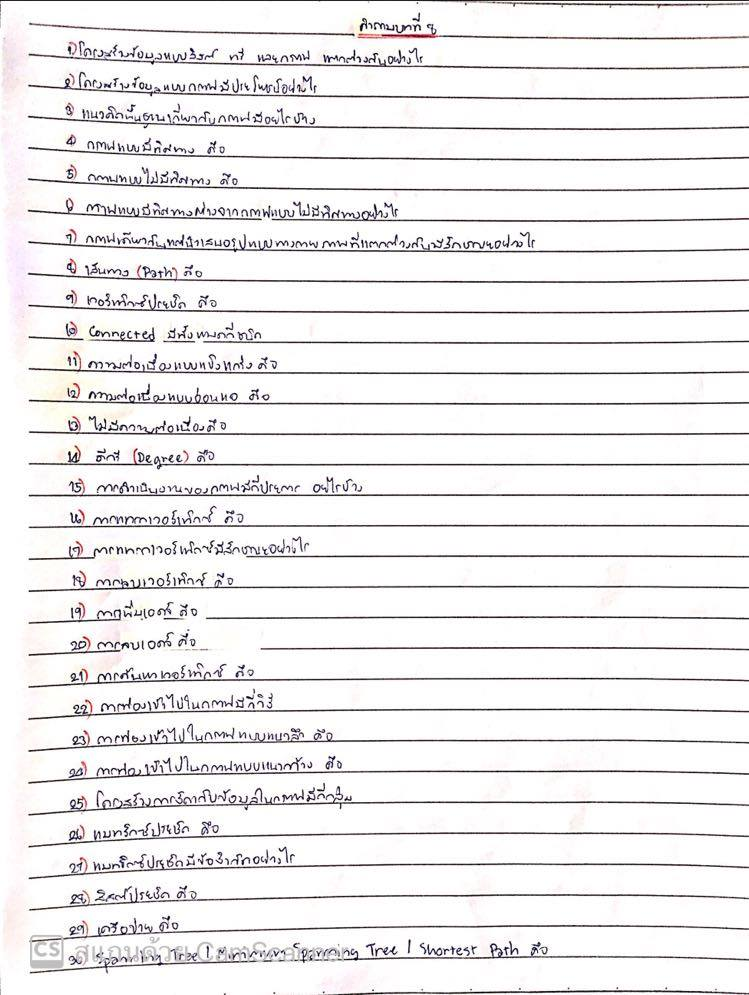 คำถามบทที่ 8
1) โครงสร้างข้อมูลแบบลิสต์ ทรี และกราฟ แตกต่างกันอย่างไร
2) โครงสร้างข้อมูลแบบกราฟมีประโยชน์อย่างไร
3) แนวคิดพื้นฐานเกี่ยวกับกราฟมีอะไรบ้าง
4) กราฟแบบมีทิศทาง คือ
5) กราฟแบบไม่มีทิศทาง คือ
6) กราฟแบบมีทิศทางต่างจากกราฟแบบไม่มีทิศทางอย่างไร
7) กราฟเดียวกันแต่นำเสนอรูปแบบทางกายภาพที่แตกต่างกันมีลักษณะอย่างไร
8) เส้นทาง (Path) คือ
9) เวอร์เท็กซ์ประชิด คือ
10) Connected มีทั้งหมดกี่ชนิด
11) ความต่อเนื่องแบบแข็งแกร่ง คือ
12) ความต่อเนื่องแบบอ่อนแอ คือ
13) ไม่มีความต่อเนื่องคือ
14) ดีกรี (Degree) คือ
15) การดำเนินงานของกราฟมีกี่ประการ อะไรบ้าง
16) การแทรกเวอร์เท็กซ์ คือ
17) การแทรกเวอร์เท็กซ์มีลักษณะอย่างไร
18) การลบเวอร์เท็กซ์ คือ
19) การเพิ่มเอดจ์ คือ
20) การลบเอดจ์ คือ
21) การค้นหาเวอร์เท็กซ์ คือ
22) การท่องเข้าไปในกราฟมีกี่วิธี
23) การท่องเข้าไปในกราฟแบบแนวลึก คือ
24) การท่องเข้าไปในกราฟแบบแนวกว้าง คือ
25) โครงสร้างการจัดเก็บข้อมูลในกราฟมีกี่กลุ่ม
26) แมทริกซ์ประชิด คือ
27) แมทริกซ์ประชิดมีข้อจำกัดอย่างไร
28) ลิสต์ประชิด คือ
29) เครือข่าย คือ
30) Spanning Tree / Minimum Spanning Tree / Shortest Path คือ
CS สแกนด้วย CamScanner